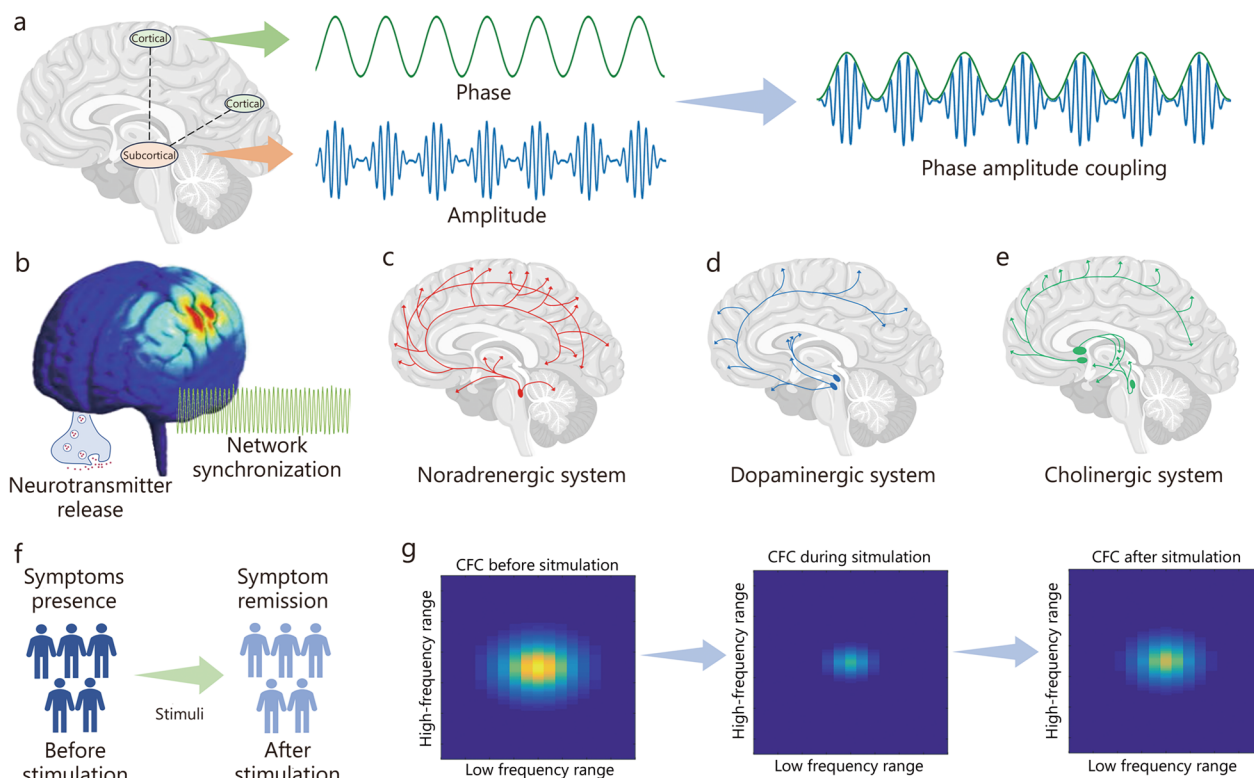 a
Cortical
Cortical
Subcortical
Phase
Amplitude
Phase amplitude coupling
b
Neurotransmitter
release
Network
synchronization
c
Noradrenergic system
d
Dopaminergic system
e
Cholinergic system
f
Symptoms
presence
Before
stimulation
Stimuli
Symptom
remission
After
stimulation
g
CFC before sitmulation
High-frequency range
Low frequency range
CFC during sitmulation
High-frequency range
Low frequency range
CFC after sitmulation
High-frequency range
Low frequency range